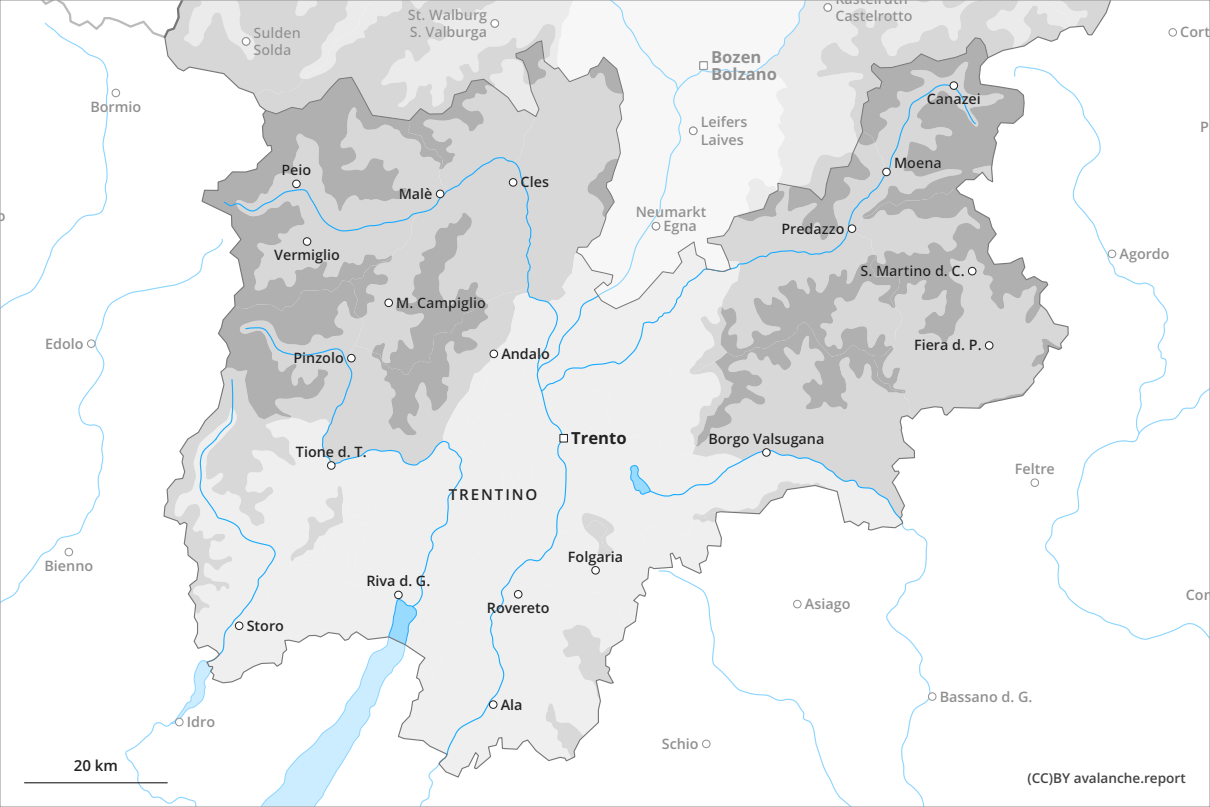 Kastelruth
Castelrotto
St. Walburg
S. Valburga
Sulden
Solda
Cort
Bozen
Bolzano
Bormio
Canazei
Leifers
Laives
P
Moena
Peio
Malè
Cles
Neumarkt
Egna
Predazzo
Vermiglio
Agordo
S. Martino d. C.
M. Campiglio
Edolo
Pinzolo
Andalo
Fiera d. P.
Trento
Borgo Valsugana
Tione d. T.
Feltre
TRENTINO
Bienno
Folgaria
Riva d. G.
Cor
Rovereto
Asiago
Storo
Bassano d. G.
Ala
Idro
Schio
20 km
(CC)BY avalanche.report